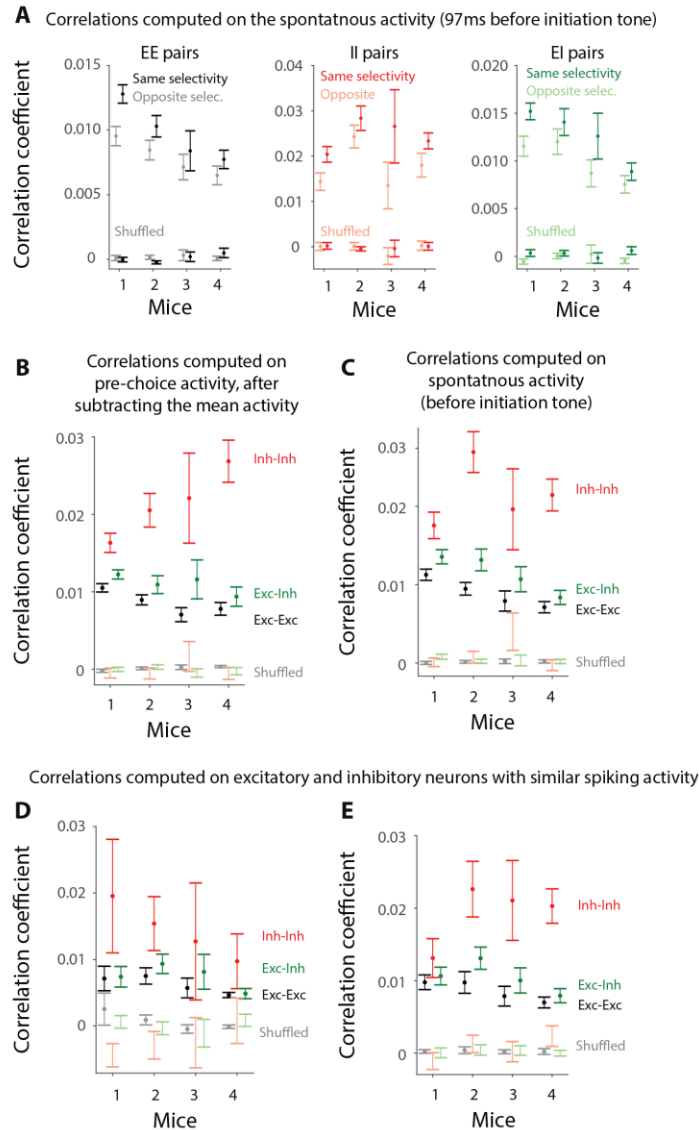 A Correlations computed on the spontatnous activity (97ms before initiation tone)
EE pairs
II pairs
EI pairs
Correlation coefficient
0.015
0.010
0.005
0
Same selectivity
Opposite selec.
Shuffled
1 2 3 4
Mice
0.04
0.03
0.02
0.01
0
Same selectivity
Opposite
Shuffled
1 2 3 4
Mice
0.020
0.015
0.010
0.005
0
Same selectivity
Opposite selec.
Shuffled
1 2 3 4
Mice
B Correlations computed on
pre-choice activity, after
subtracting the mean activity
Correlation coefficient
0.03
0.02
0.01
0
Inh-Inh
Exc-Inh
Exc-Exc
Shuffled
1 2 3 4
Mice
C Correlations computed on
spontatnous activity
(before initiation tone)
Correlation coefficient
0.03
0.02
0.01
0
Inh-Inh
Exc-Inh
Exc-Exc
Shuffled
1 2 3 4
Mice
Correlations computed on excitatory and inhibitory neurons with similar spiking activity
D
Correlation coefficient
0.03
0.02
0.01
0
Inh-Inh
Exc-Inh
Exc-Exc
Shuffled
1 2 3 4
Mice
E
Correlation coefficient
0.03
0.02
0.01
0
Inh-Inh
Exc-Inh
Exc-Exc
Shuffled
1 2 3 4
Mice